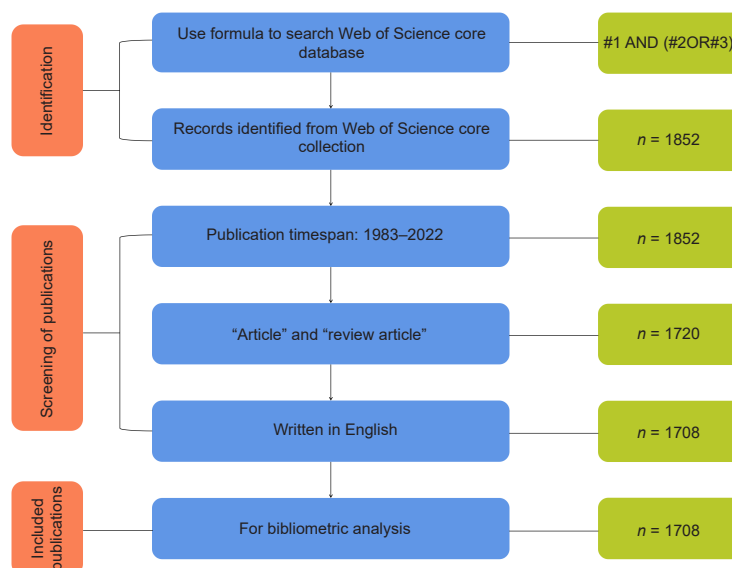 Identification
Use formula to search Web of Science core
database
#1 AND (#2OR#3)
Records identified from Web of Science core
collection
n = 1852
Screening of publications
Publication timespan: 1983–2022
n = 1852
“Article” and “review article”
n = 1720
Written in English
n = 1708
Included
publications
For bibliometric analysis
n = 1708